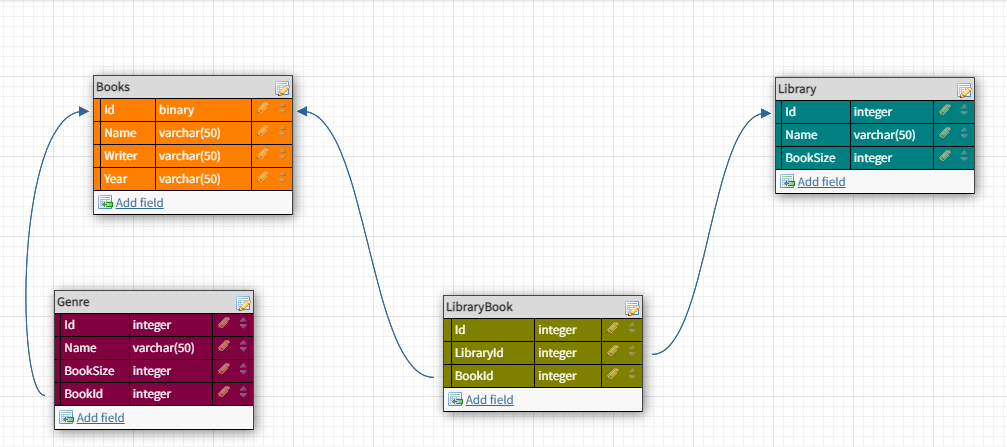 Books
Id binary
Name varchar(50)
Writer varchar(50)
Year varchar(50)
Add field
Library
Id integer
Name varchar(50)
BookSize integer
Add field
Genre
Id integer
Name varchar(50)
BookSize integer
BookId integer
Add field
LibraryBook
Id integer
LibraryId integer
BookId integer
Add field